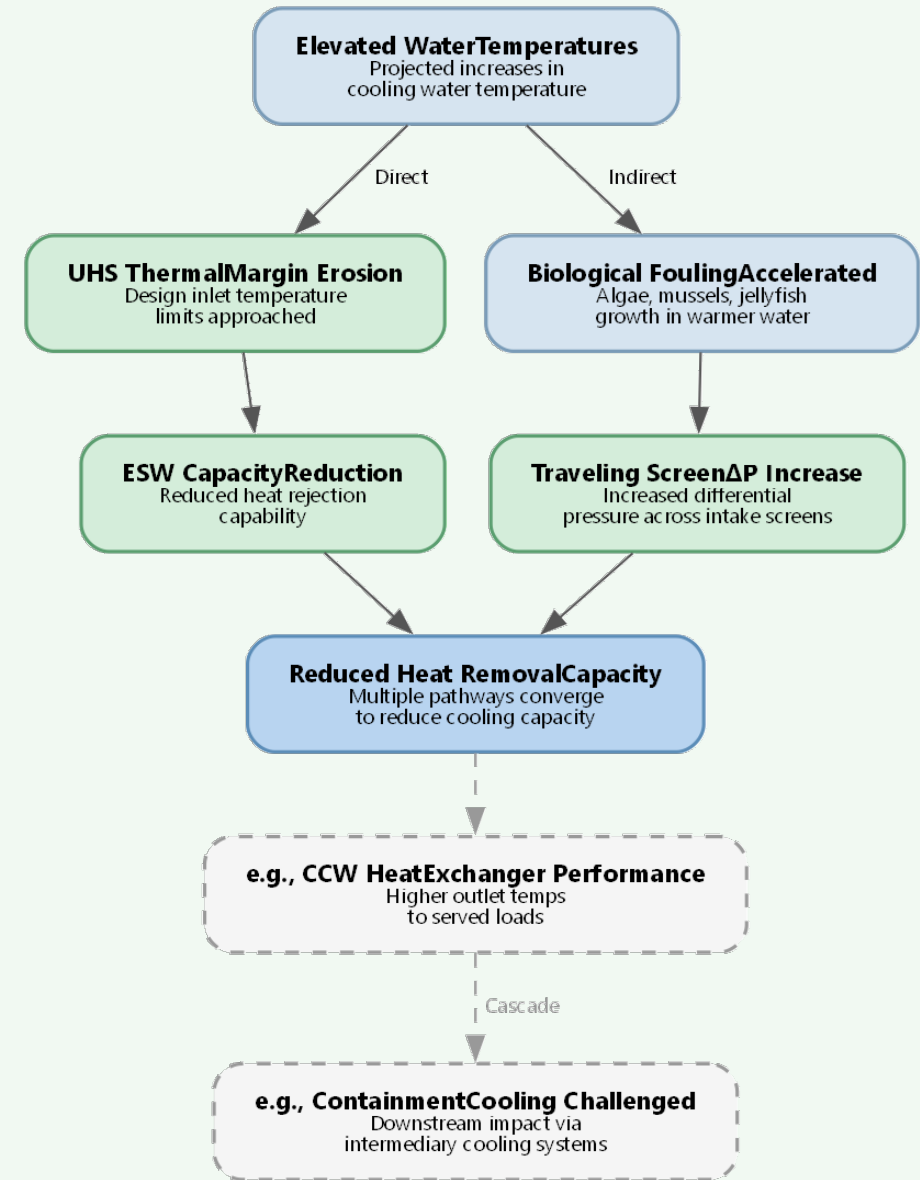 Elevated WaterTemperatures
Projected increases in
cooling water temperature
Direct
Indirect
UHS ThermalMargin Erosion
Design inlet temperature
limits approached
Biological FoulingAccelerated
Algae, mussels, jellyfish
growth in warmer water
ESW CapacityReduction
Reduced heat rejection
capability
Traveling ScreenΔP Increase
Increased differential
pressure across intake screens
Reduced Heat RemovalCapacity
Multiple pathways converge
to reduce cooling capacity
e.g., CCW HeatExchanger Performance
Higher outlet temps
to served loads
Cascade
e.g., ContainmentCooling Challenged
Downstream impact via
intermediary cooling systems